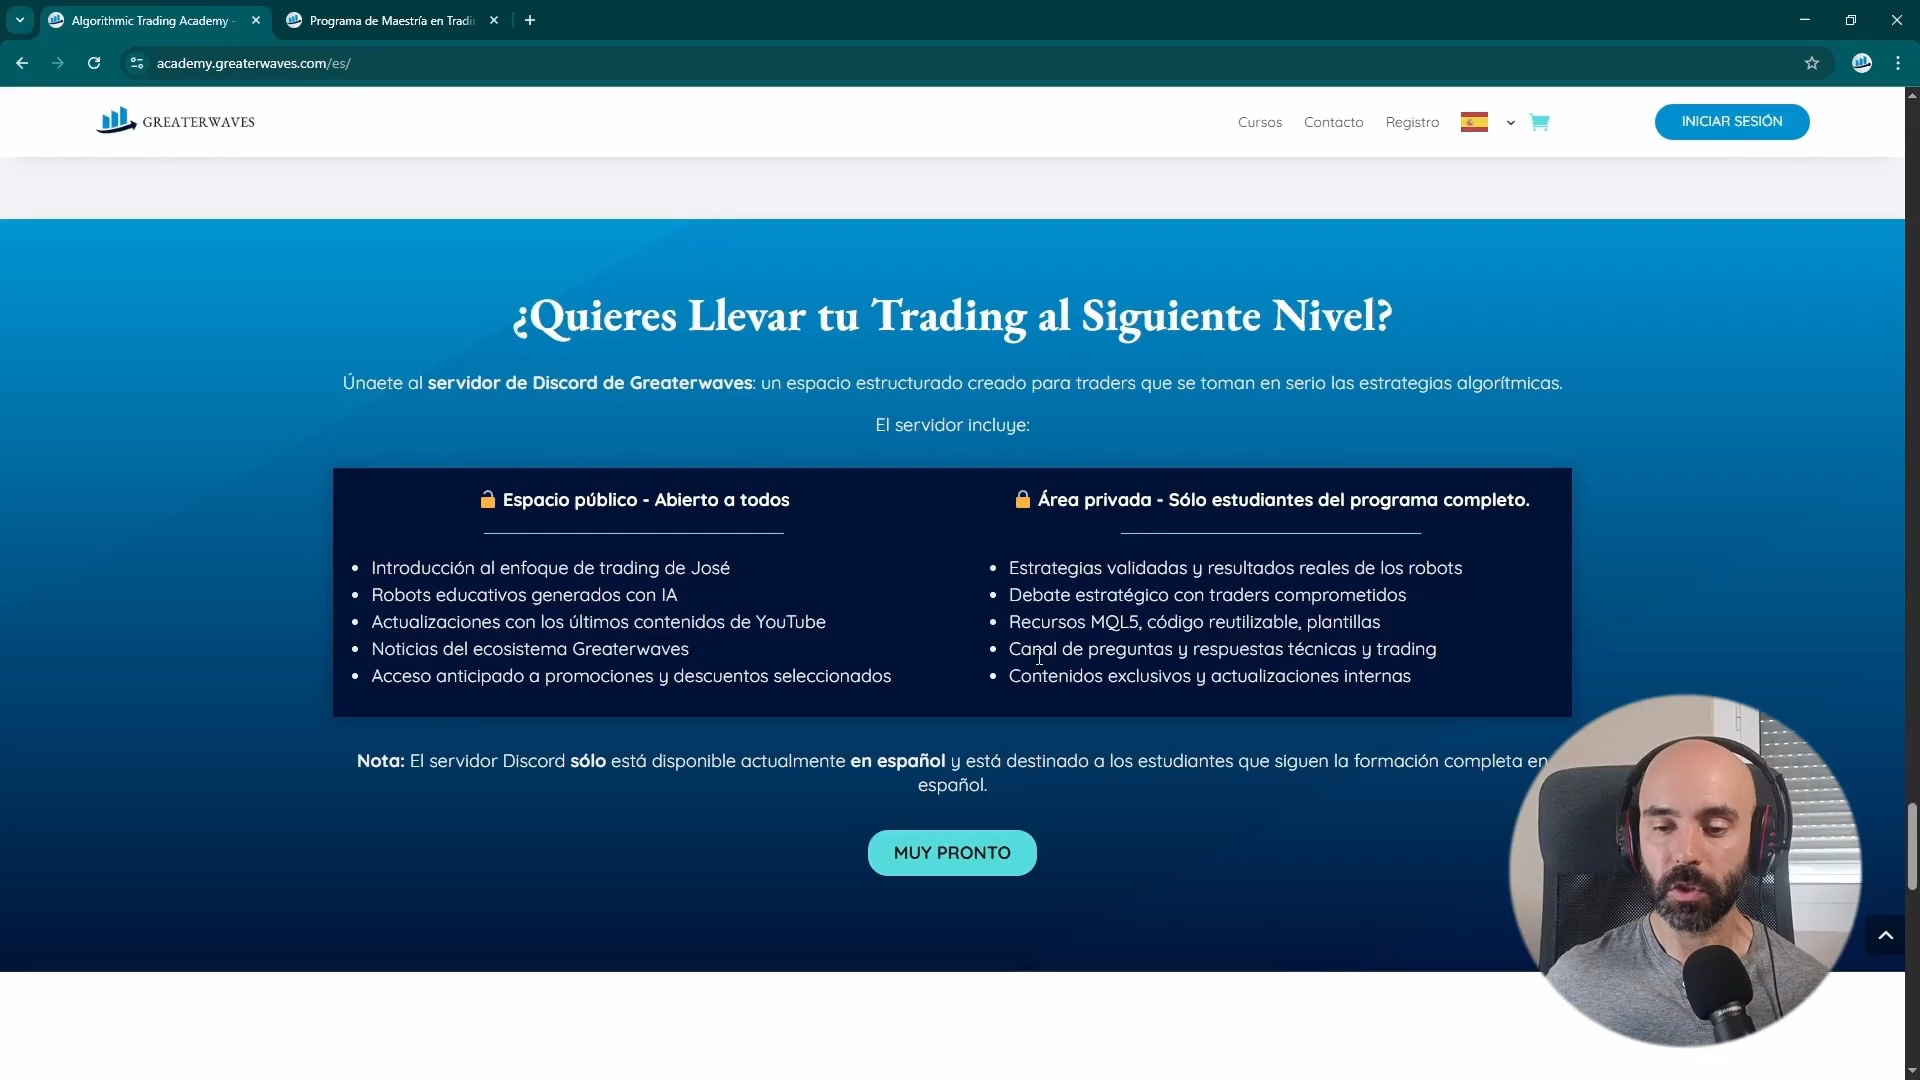 Algorithmic Trading Academy -
Programa de Maestría en Tradi
academy.greaterwaves.com/es/
GREATERWAVES
Cursos
Contacto
Registro
INICIAR SESIÓN
¿Quieres Llevar tu Trading al Siguiente Nivel?
Únaete al servidor de Discord de Greaterwaves: un espacio estructurado creado para traders que se toman en serio las estrategias algorítmicas.
El servidor incluye:
Espacio público - Abierto a todos
Introducción al enfoque de trading de José
Robots educativos generados con IA
Actualizaciones con los últimos contenidos de YouTube
Noticias del ecosistema Greaterwaves
Acceso anticipado a promociones y descuentos seleccionados
Área privada - Sólo estudiantes del programa completo.
Estrategias validadas y resultados reales de los robots
Debate estratégico con traders comprometidos
Recursos MQL5, código reutilizable, plantillas
Canal de preguntas y respuestas técnicas y trading
Contenidos exclusivos y actualizaciones internas
Nota: El servidor Discord sólo está disponible actualmente en español y está destinado a los estudiantes que siguen la formación completa en
español.
MUY PRONTO